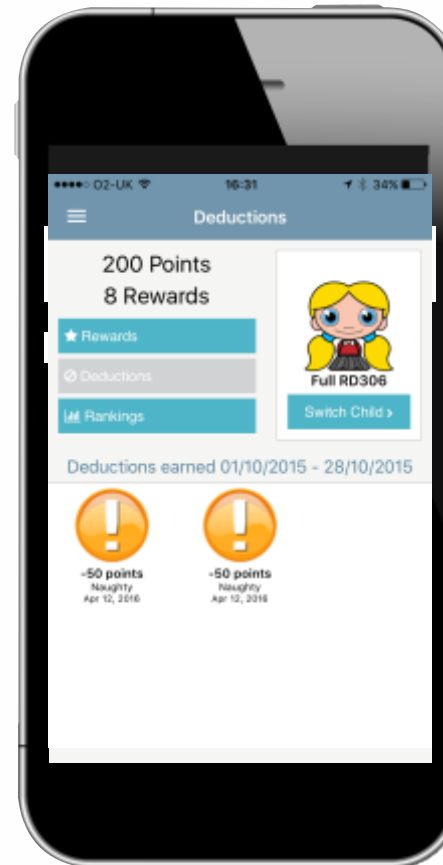 O2-UK 16:31 34%
Deductions
200 Points
8 Rewards
Rewards
Deductions
Rankings
Full RD306
Switch Child >
Deductions earned 01/10/2015 - 28/10/2015
-50 points -50 points
Naughty Naughty
Apr 12, 2016 Apr 12, 2016